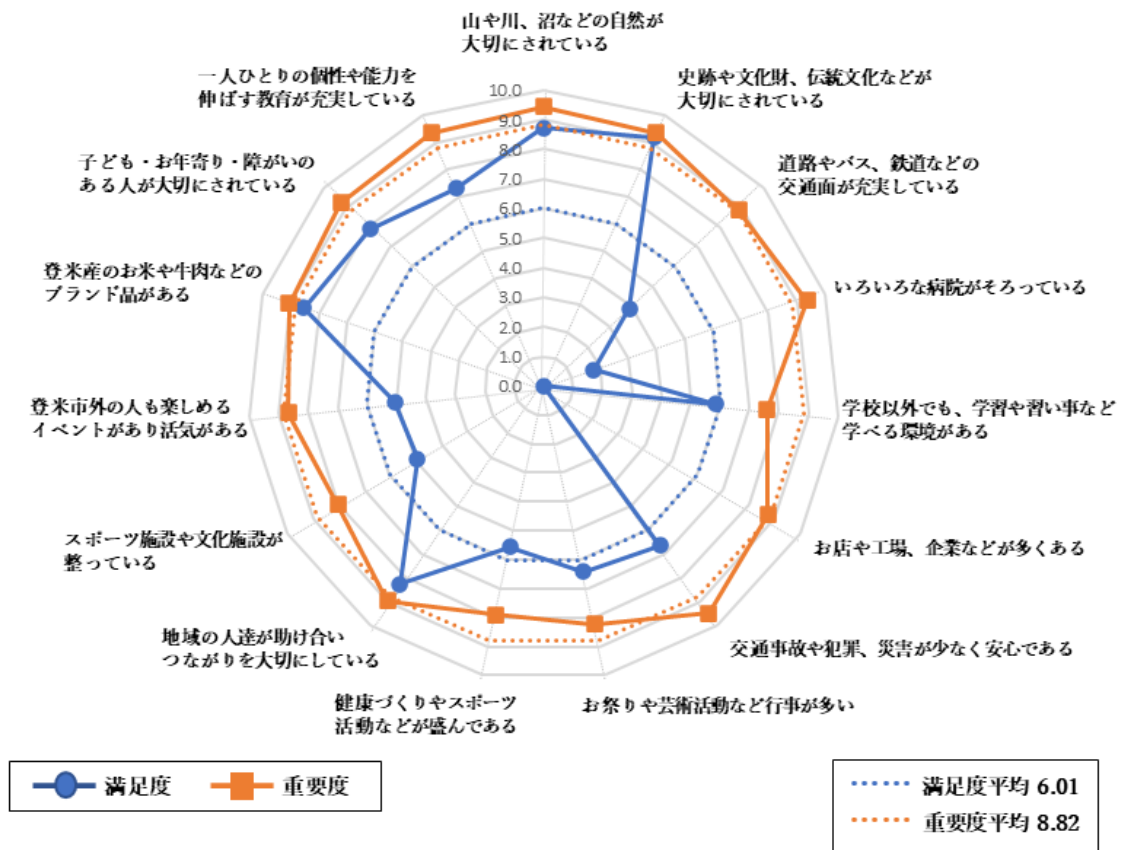 山や川、沼などの自然が
大切にされている
史跡や文化財、伝統文化などが
大切にされている
道路やバス、鉄道などの
交通面が充実している
いろいろな病院がそろっている
学校以外でも、学習や習い事など
学べる環境がある
お店や工場、企業などが多くある
交通事故や犯罪、災害が少なく安心である
お祭りや芸術活動など行事が多い
健康づくりやスポーツ
活動などが盛んである
地域の人達が助け合い
つながりを大切にしている
スポーツ施設や文化施設が
整っている
登米市外の人も楽しめる
イベントがあり活気がある
登米産のお米や牛肉などの
ブランド品がある
子ども・お年寄り・障がいの
ある人が大切にされている
一人ひとりの個性や能力を
伸ばす教育が充実している
10.0
9.0
8.0
7.0
6.0
5.0
4.0
3.0
2.0
1.0
0.0
満足度 重要度
満足度平均 6.01
重要度平均 8.82